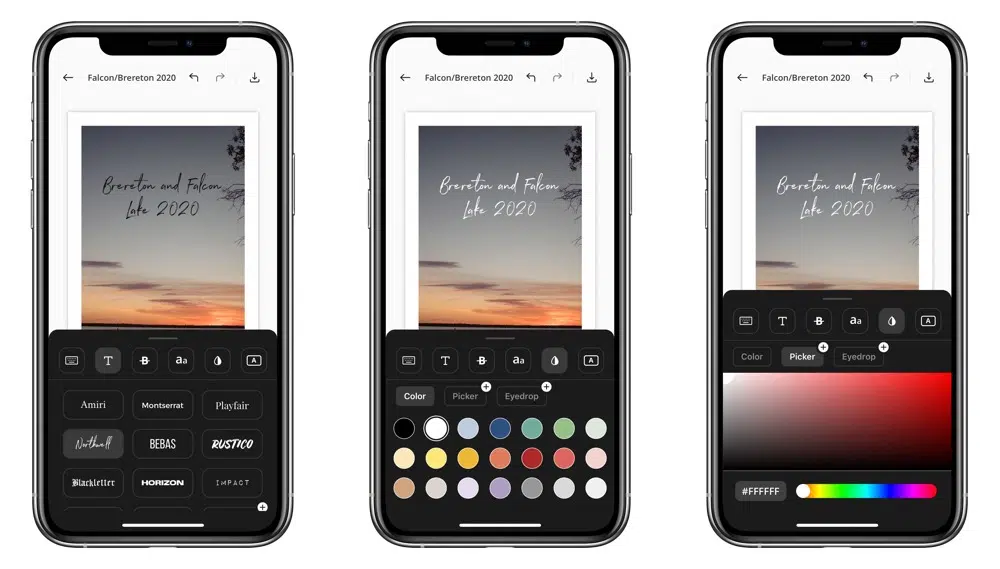 Falcon/Brereton 2020
Brereton and Falcon
Lake 2020
T
B
aa
A
Amiri
Montserrat
Playfair
Northwell
BEBAS
RUSTICO
Blackletter
HORIZON
IMPACT
Falcon/Brereton 2020
Brereton and Falcon
Lake 2020
T
B
aa
A
Color
Picker
Eyedrop
Falcon/Brereton 2020
Brereton and Falcon
Lake 2020
T
B
aa
A
Color
Picker
Eyedrop
#FFFFFF